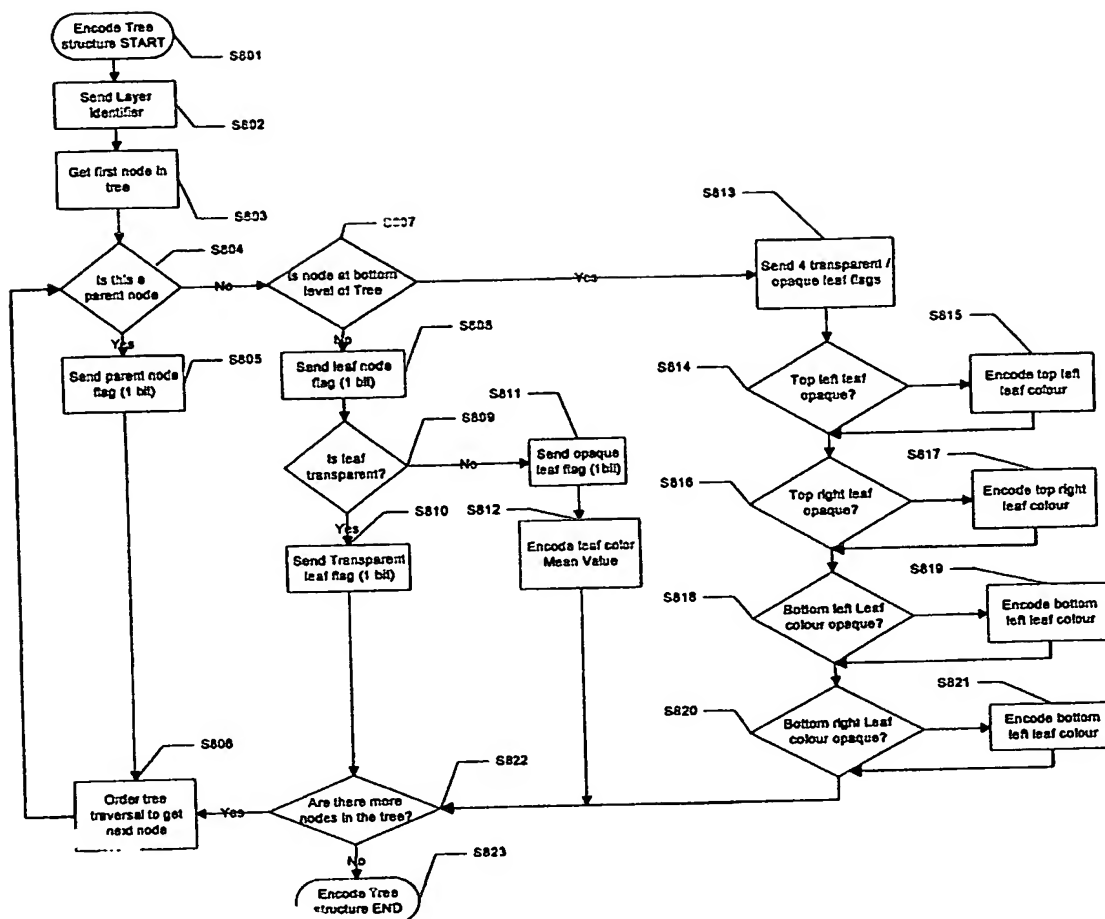 Encode Tree
structure START
S801
Send Layer
Identifier
S802
Get first node in
tree
S803
S804
Is this a
parent node
No
Yes
S805
Send parent node
flag (1 bit)
S807
Is node at bottom
level of Tree
Yes
No
S808
Send leaf node
flag (1 bit)
S809
Is leaf
transparent?
No
Yes
S811
Send opaque
leaf flag (1bit)
S810
Send Transparent
leaf flag (1 bit)
S812
Encode leaf color
Mean Value
S813
Send 4 transparent /
opaque leaf flags
S814
Top left leaf
opaque?
S815
Encode top left
leaf colour
S816
Top right leaf
opaque?
S817
Encode top right
leaf colour
S818
Bottom left Leaf
colour opaque?
S819
Encode bottom
left leaf colour
S820
Bottom right Leaf
colour opaque?
S821
Encode bottom
left leaf colour
S806
Order tree
traversal to get
next node
S822
Are there more
nodes in the tree?
Yes
No
S823
Encode Tree
structure END